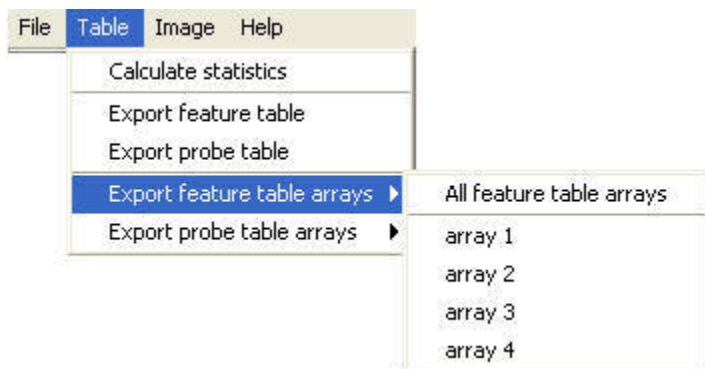 File Table Image Help
Calculate statistics
Export feature table
Export probe table
Export feature table arrays All feature table arrays
Export probe table arrays array 1
array 2
array 3
array 4